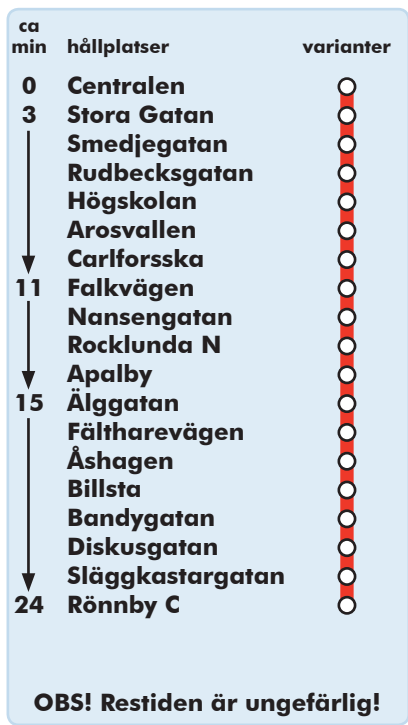 ca
min hållplatser varianter
0 Centralen
3 Stora Gatan
Smedjegatan
Rudbecksgatan
Högskolan
Arosvallen
Carlforsska
11 Falkvägen
Nansengatan
Rocklunda N
Apalby
15 Älggatan
Fältharevägen
Åshagen
Billsta
Bandygatan
Diskusgatan
Släggkastargatan
24 Rönnby C
OBS! Restiden är ungefärlig!